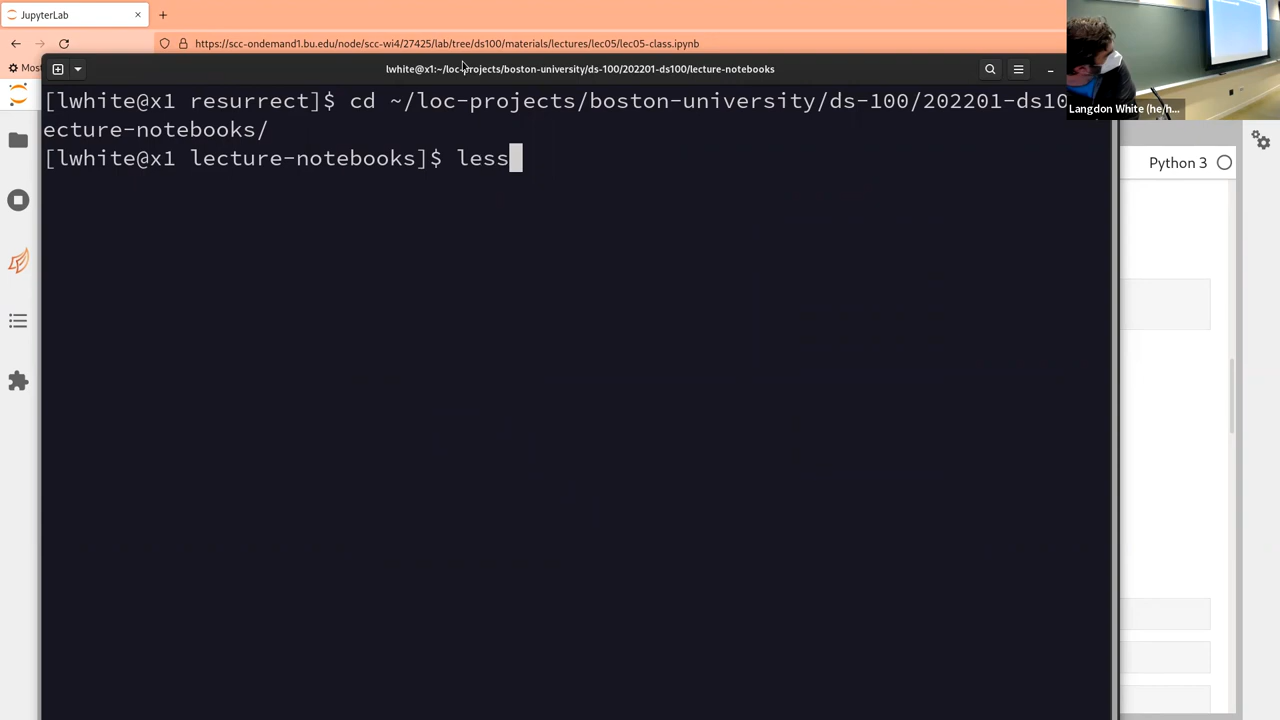 JupyterLab
https://scc-ondemand1.bu.edu/node/scc-wi4/27425/lab/tree/ds100/materials/lectures/lec05/lec05-class.ipynb
Most
lwhite@x1:~/loc-projects/boston-university/ds-100/202201-ds100/lecture-notebooks
Langdon White (he/h...
[lwhite@x1 resurrect]$ cd ~/loc-projects/boston-university/ds-100/202201-ds10
ecture-notebooks/
[lwhite@x1 lecture-notebooks]$ less
Python 3